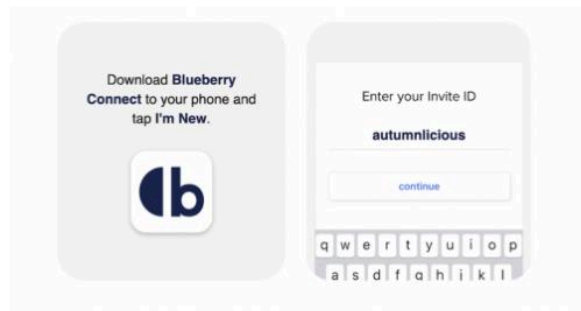 Download Blueberry
Connect to your phone and
tap I'm New.
b
Enter your Invite ID
autumnlicious
continue
q w e r t y u i o p
a s d f g h j k l